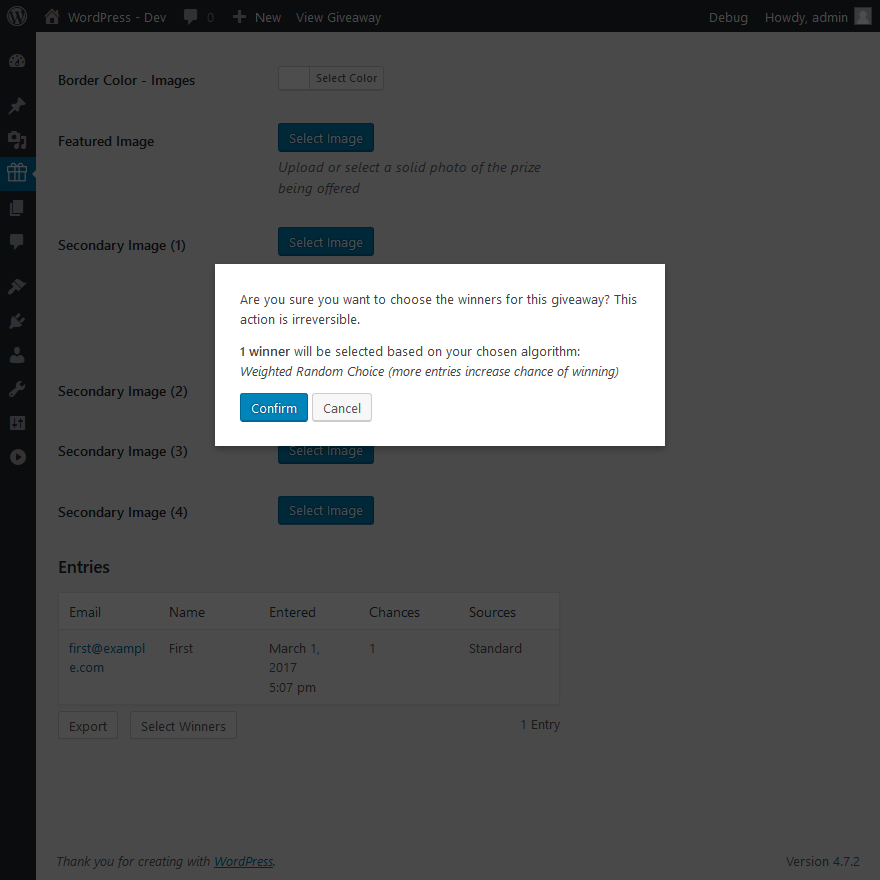 WordPress - Dev 0 New View Giveaway Debug Howdy, admin
Border Color - Images Select Color
Featured Image Select Image
Upload or select a solid photo of the prize
being offered
Secondary Image (1) Select Image
Are you sure you want to choose the winners for this giveaway? This
action is irreversible.
1 winner will be selected based on your chosen algorithm:
Weighted Random Choice (more entries increase chance of winning)
Confirm Cancel
Secondary Image (2)
Secondary Image (3) Select Image
Secondary Image (4) Select Image
Entries
Email Name Entered Chances Sources
first@exampl First March 1, 1 Standard
e.com 2017
5:07 pm
Export Select Winners 1 Entry
Thank you for creating with WordPress. Version 4.7.2